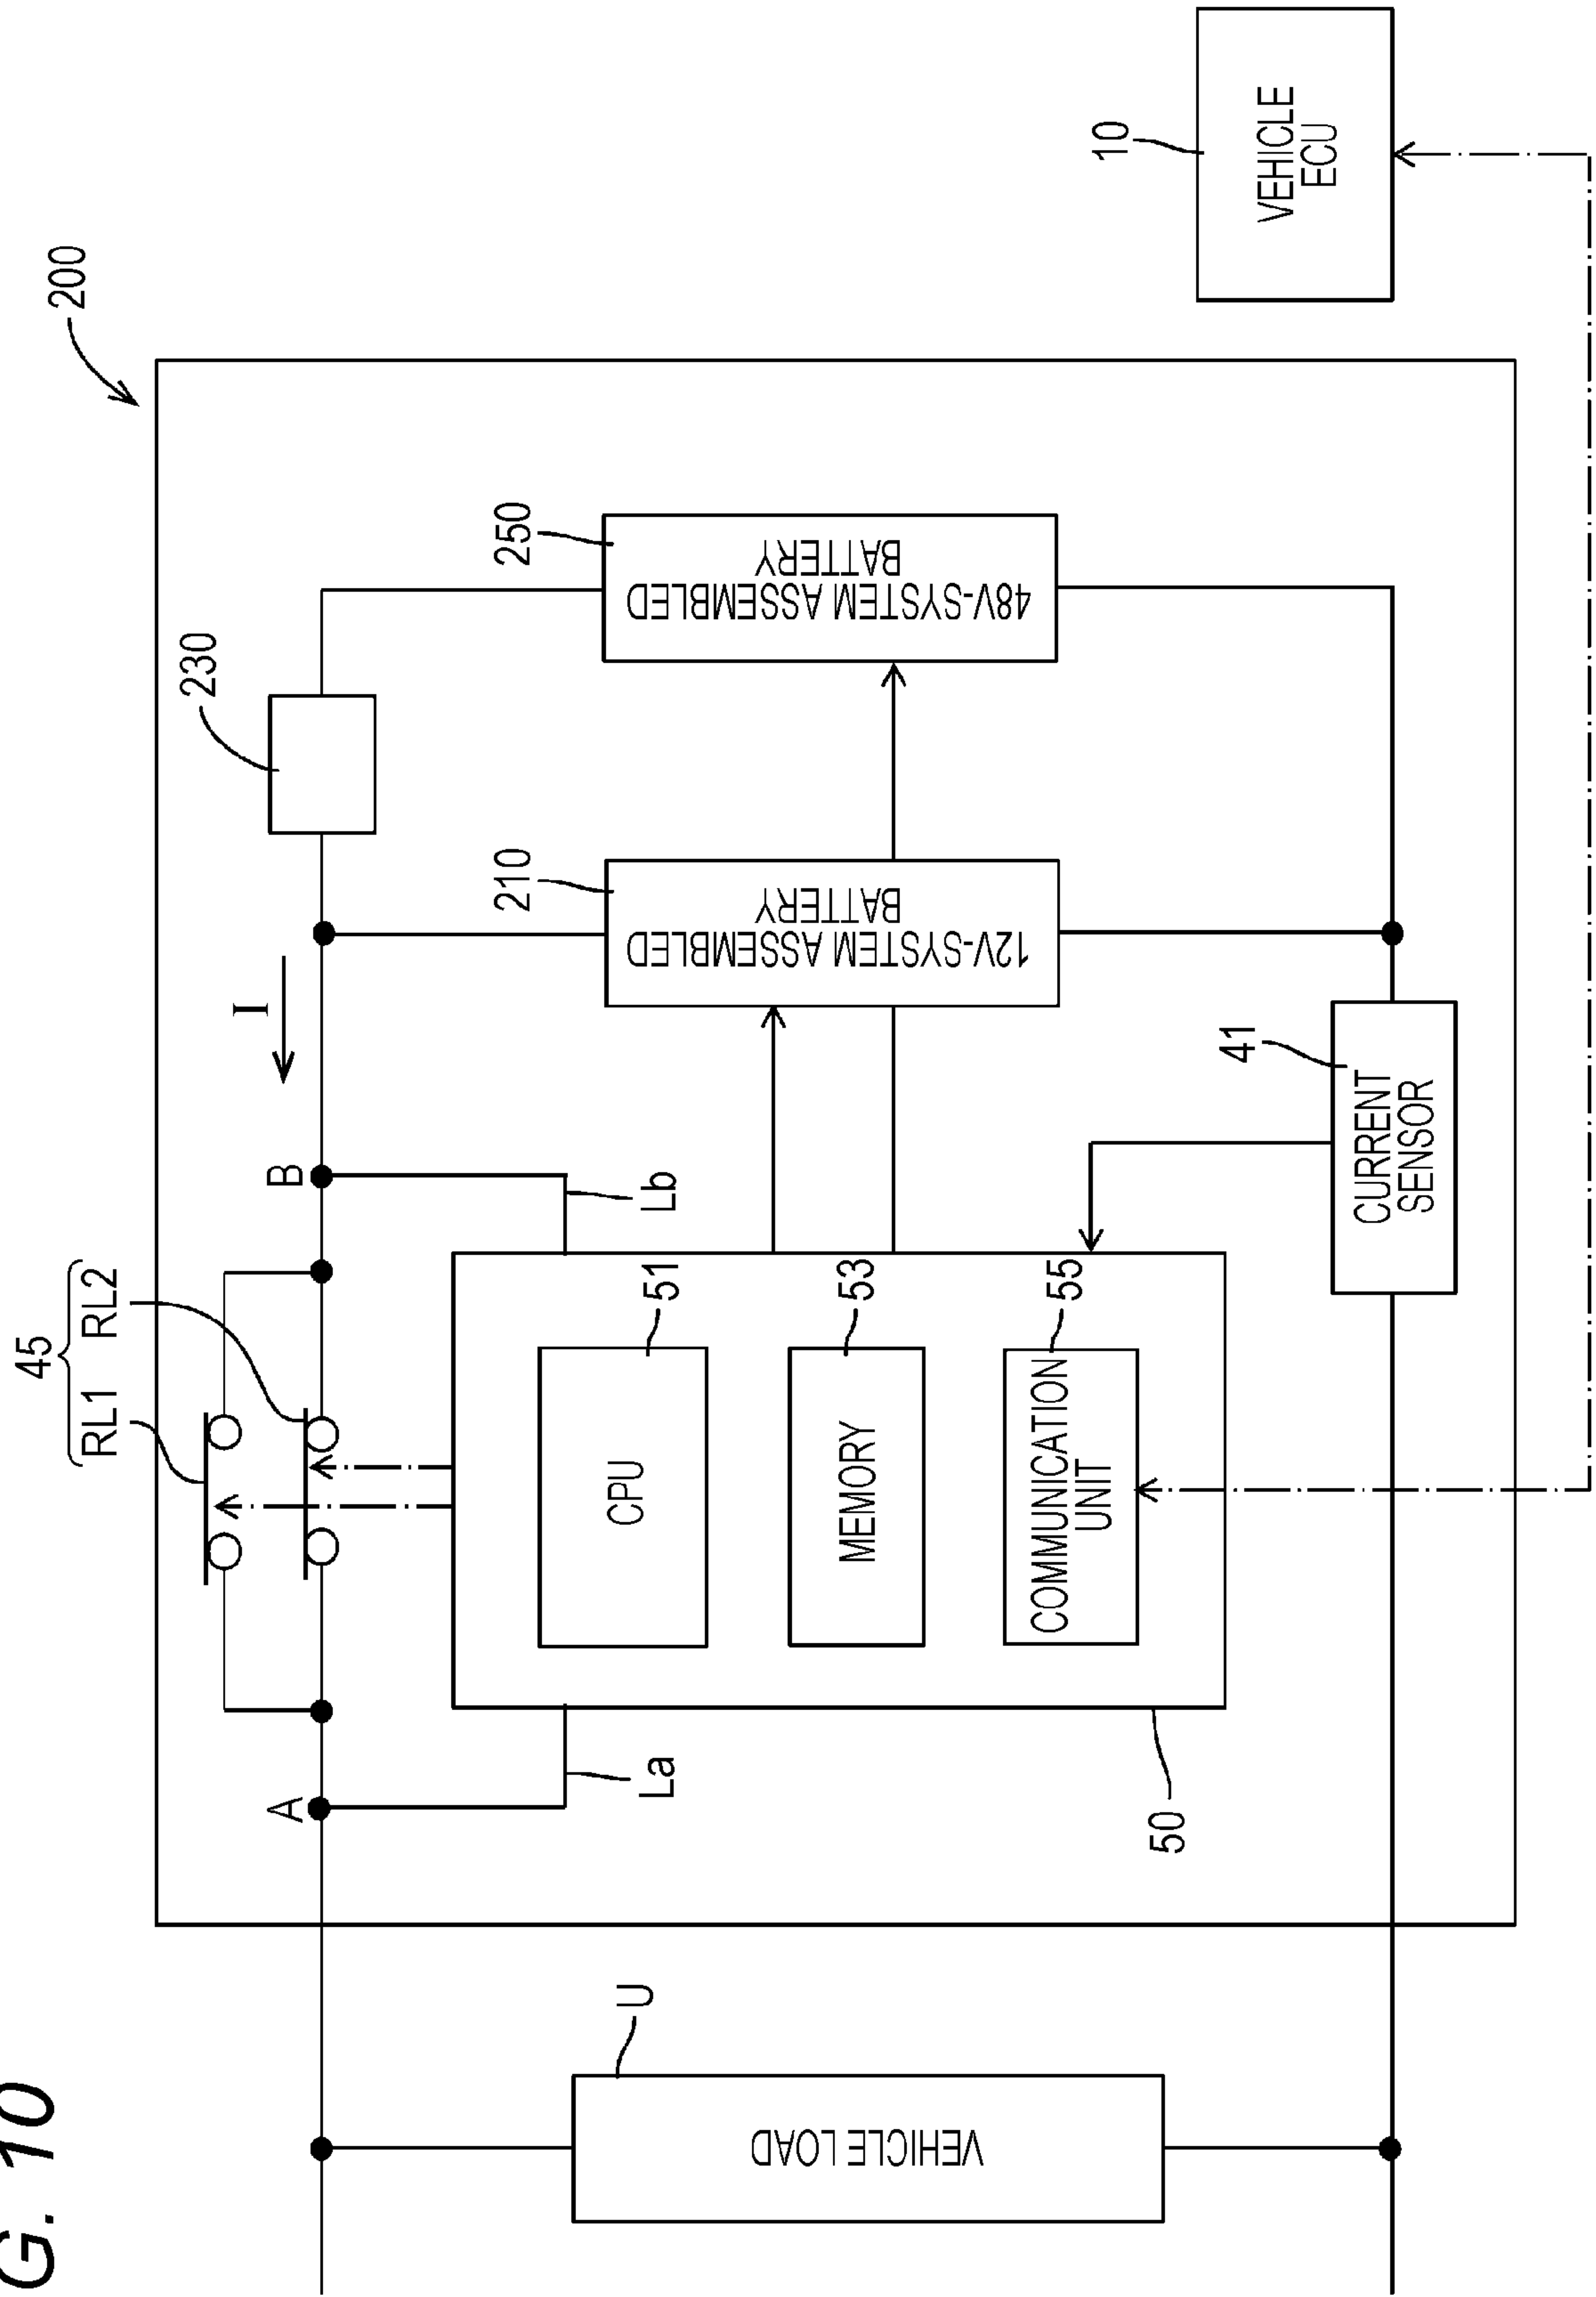 G. 10
200
45
RL1 RL2
230
A
B
I
10
VEHICLE
ECU
210
12V-SYSTEM ASSEMBLED
BATTERY
250
48V-SYSTEM ASSEMBLED
BATTERY
La
Lb
CPU
51
MEMORY
53
COMMUNICATION
UNIT
55
50
CURRENT
SENSOR
41
VEHICLE LOAD
U